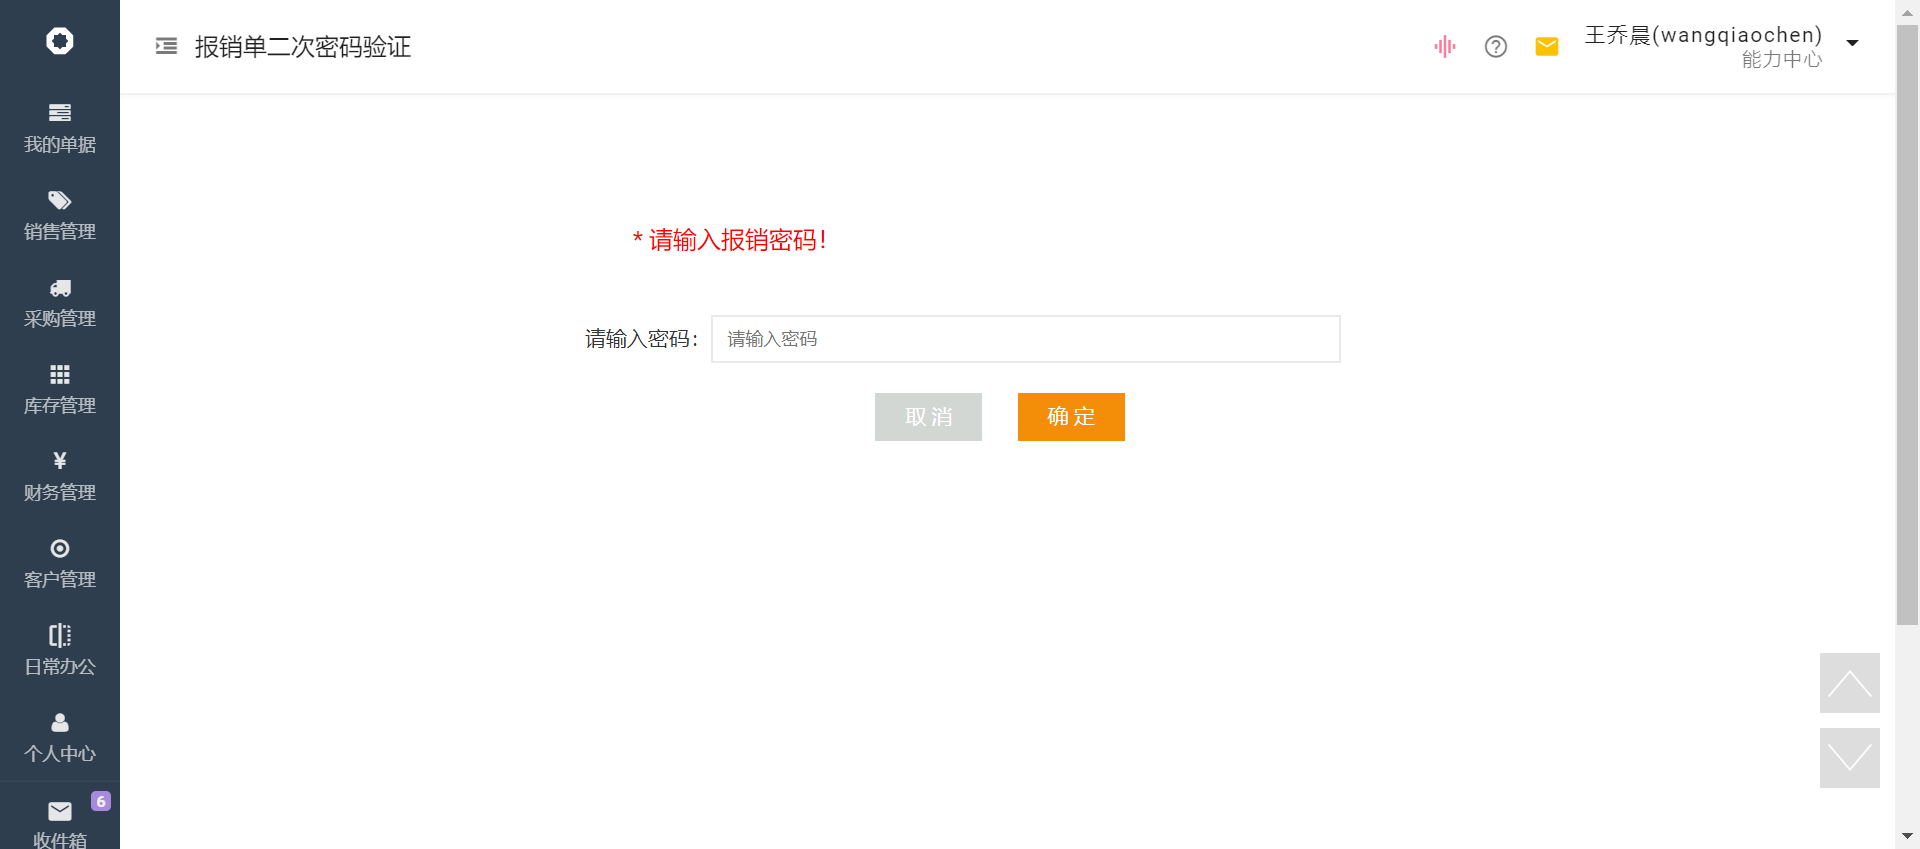 报销单二次密码验证
王乔晨(wangqiaochen)
能力中心
我的单据
销售管理
采购管理
库存管理
财务管理
客户管理
日常办公
个人中心
6
收件箱
* 请输入报销密码!
请输入密码: 请输入密码
取消 确定